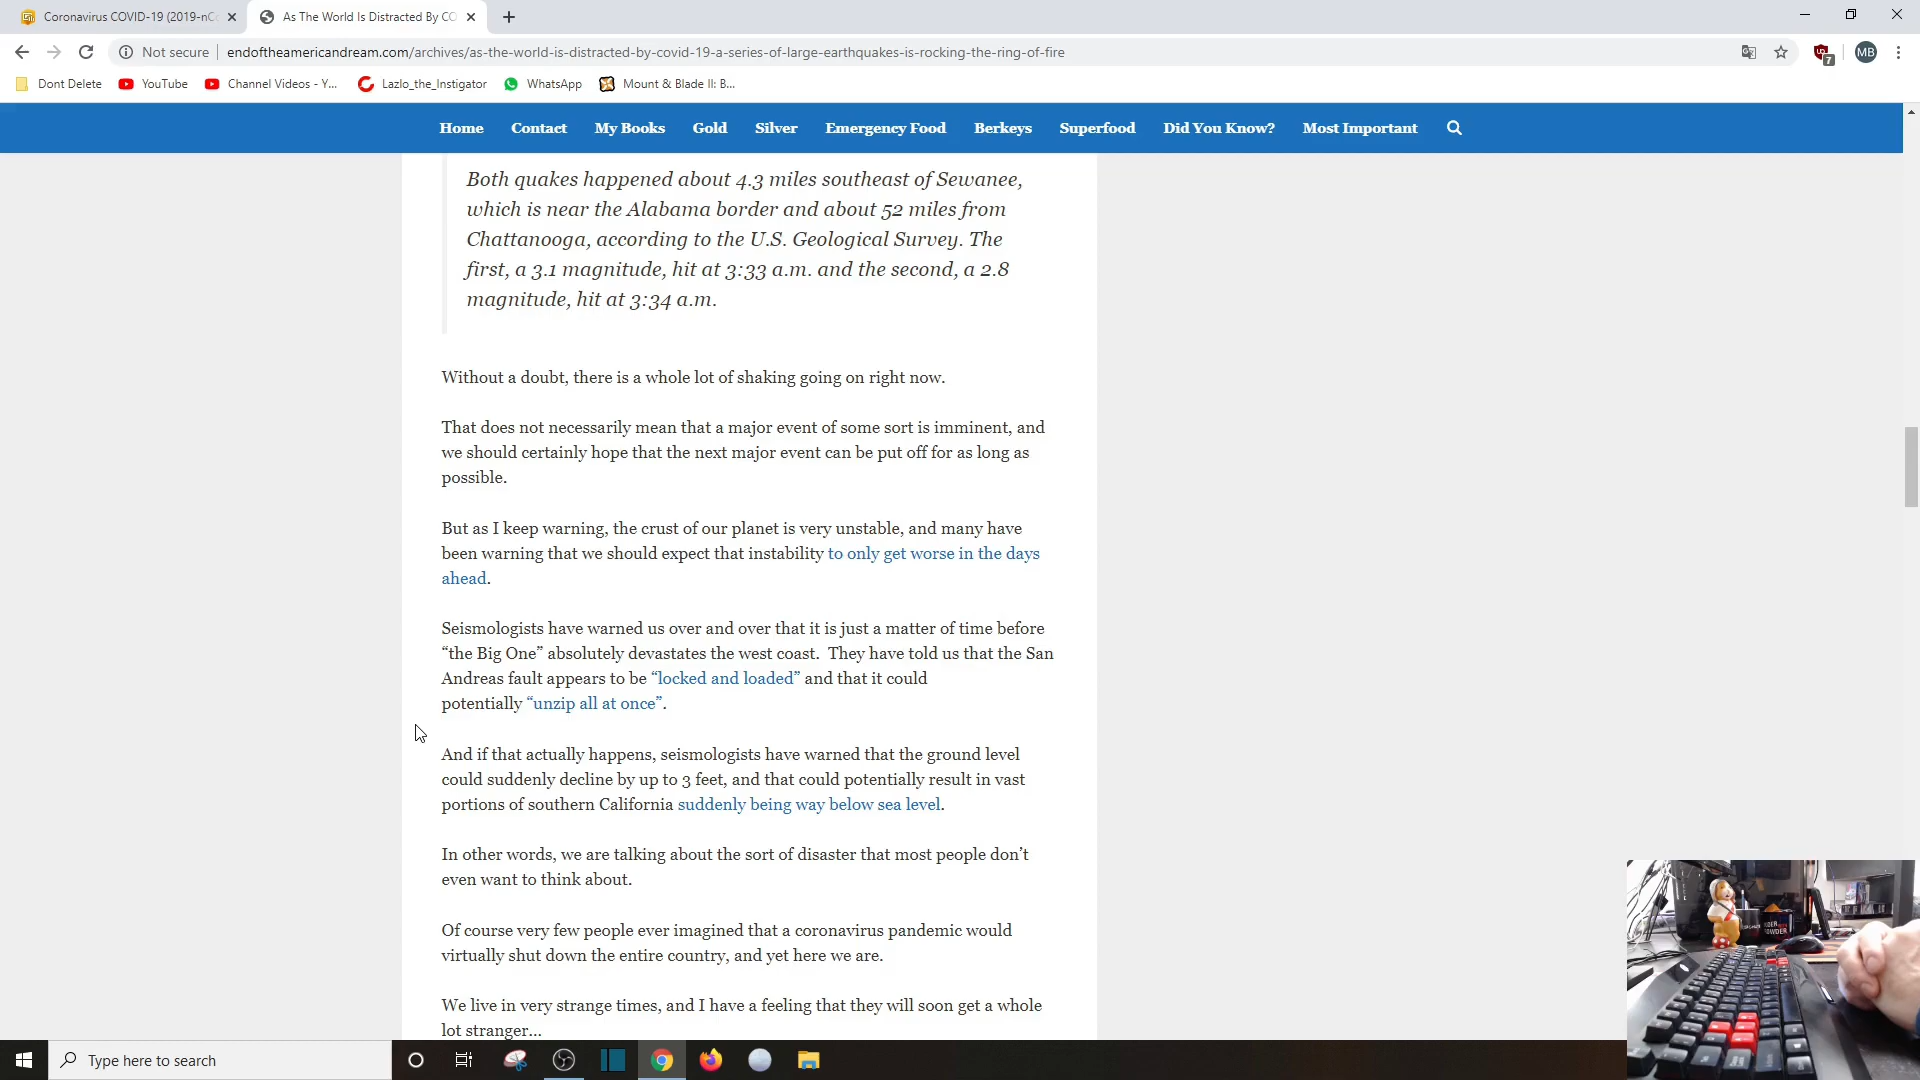 Coronavirus COVID-19 (2019-nC
As The World Is Distracted By CO
Not secure
endoftheamericandream.com/archives/as-the-world-is-distracted-by-covid-19-a-series-of-large-earthquakes-is-rocking-the-ring-of-fire
7
MB
Dont Delete
YouTube
Channel Videos - Y...
Lazlo_the_Instigator
WhatsApp
Mount & Blade II: B...
Home
Contact
My Books
Gold
Silver
Emergency Food
Berkeys
Superfood
Did You Know?
Most Important
Both quakes happened about 4.3 miles southeast of Sewanee,
which is near the Alabama border and about 52 miles from
Chattanooga, according to the U.S. Geological Survey. The
first, a 3.1 magnitude, hit at 3:33 a.m. and the second, a 2.8
magnitude, hit at 3:34 a.m.
Without a doubt, there is a whole lot of shaking going on right now.
That does not necessarily mean that a major event of some sort is imminent, and
we should certainly hope that the next major event can be put off for as long as
possible.
But as I keep warning, the crust of our planet is very unstable, and many have
been warning that we should expect that instability to only get worse in the days
ahead.
Seismologists have warned us over and over that it is just a matter of time before
“the Big One” absolutely devastates the west coast.  They have told us that the San
Andreas fault appears to be “locked and loaded” and that it could
potentially “unzip all at once”.
And if that actually happens, seismologists have warned that the ground level
could suddenly decline by up to 3 feet, and that could potentially result in vast
portions of southern California suddenly being way below sea level.
In other words, we are talking about the sort of disaster that most people don’t
even want to think about.
Of course very few people ever imagined that a coronavirus pandemic would
virtually shut down the entire country, and yet here we are.
We live in very strange times, and I have a feeling that they will soon get a whole
lot stranger…
Type here to search